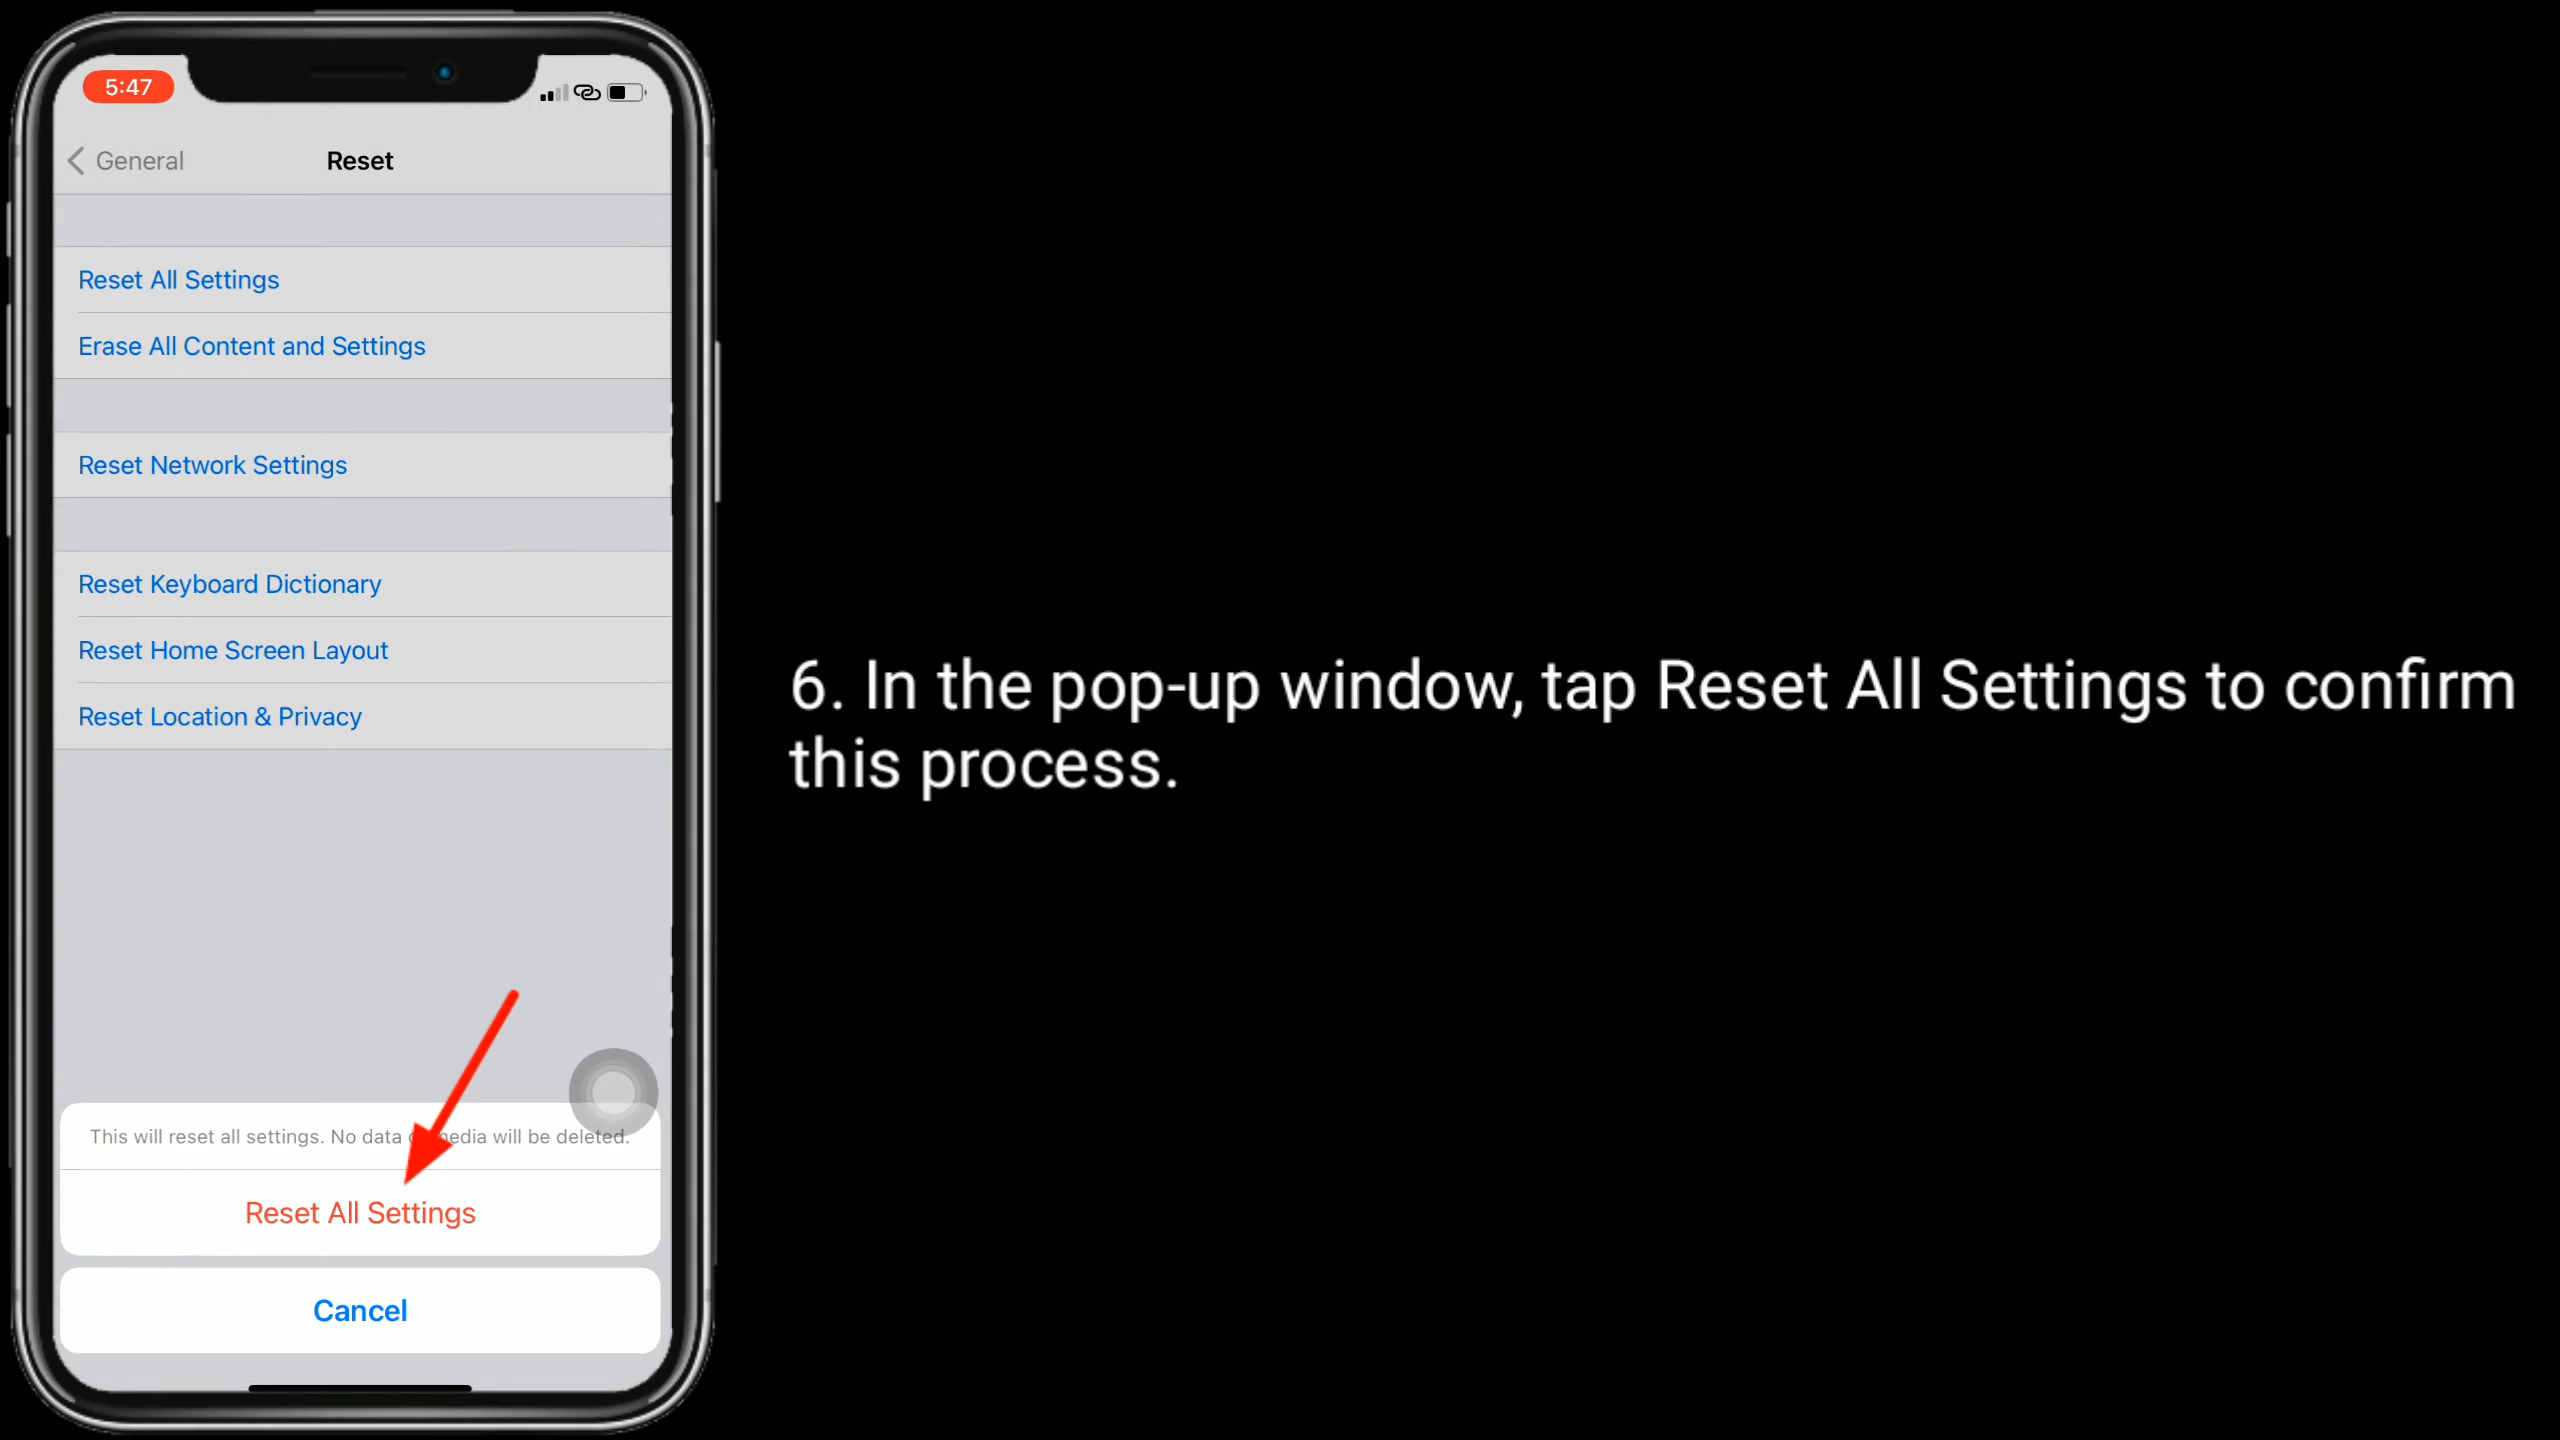 5:47
General
Reset
Reset All Settings
Erase All Content and Settings
Reset Network Settings
Reset Keyboard Dictionary
Reset Home Screen Layout
Reset Location & Privacy
This will reset all settings. No data media will be deleted.
Reset All Settings
Cancel
6. In the pop-up window, tap Reset All Settings to confirm
this process.